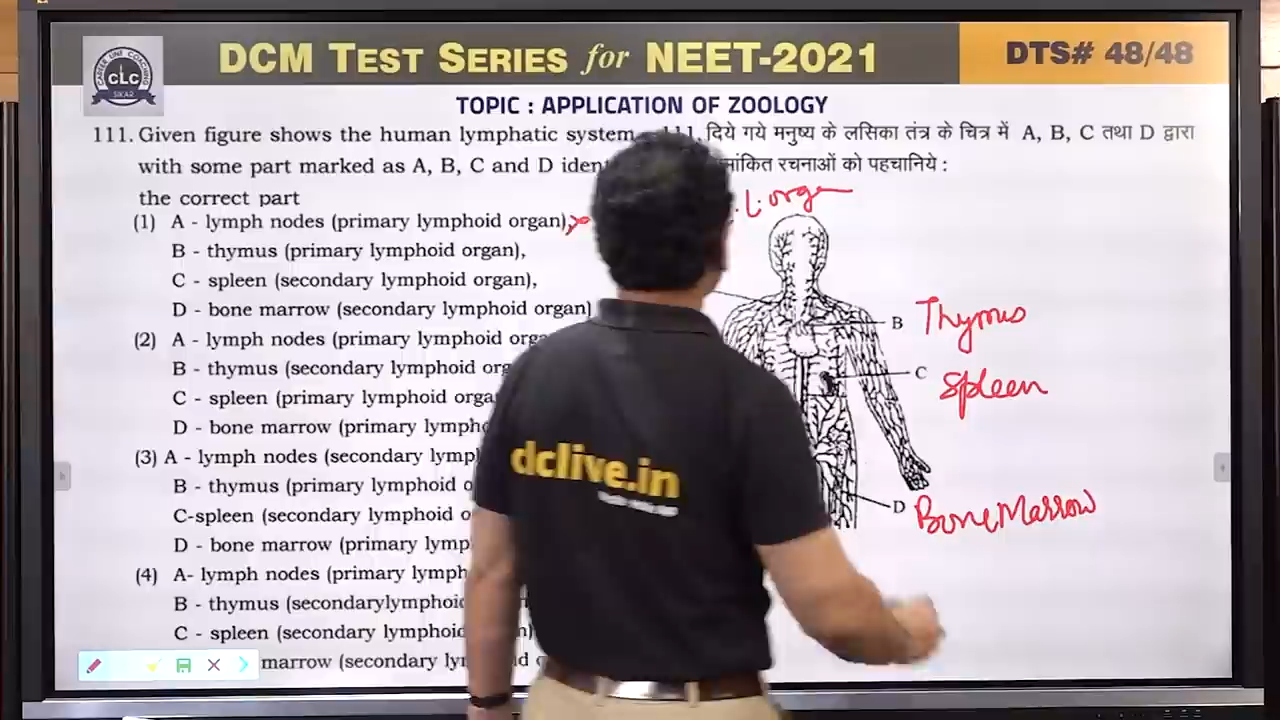 DCM TEST SERIES for NEET-2021
DTS# 48/48
CLC
SIKAR
TOPIC : APPLICATION OF ZOOLOGY
111. Given figure shows the human lymphatic system
with some part marked as A, B, C and D iden
the correct part
(1) A - lymph nodes (primary lymphoid organ),
B - thymus (primary lymphoid organ),
C - spleen (secondary lymphoid organ),
D - bone marrow (secondary lymphoid organ)
(2) A - lymph nodes (primary lymphoid orga
B - thymus (secondary lymphoid org
C - spleen (primary lymphoid orga
D - bone marrow (primary lympho
(3) A - lymph nodes (secondary lymp
B - thymus (primary lymphoid o
C-spleen (secondary lymphoid o
D - bone marrow (primary lymp
(4) A- lymph nodes (primary lymph
B - thymus (secondarylymphoid
C - spleen (secondary lymphoid n)
marrow (secondary lym
111. दिये गये मनुष्य के लसिका तंत्र के चित्र में A, B, C तथा D द्वारा
मांकित रचनाओं को पहचानिये :
L. organ
B Thymus
C Spleen
D Bone Marrow
dclive.in